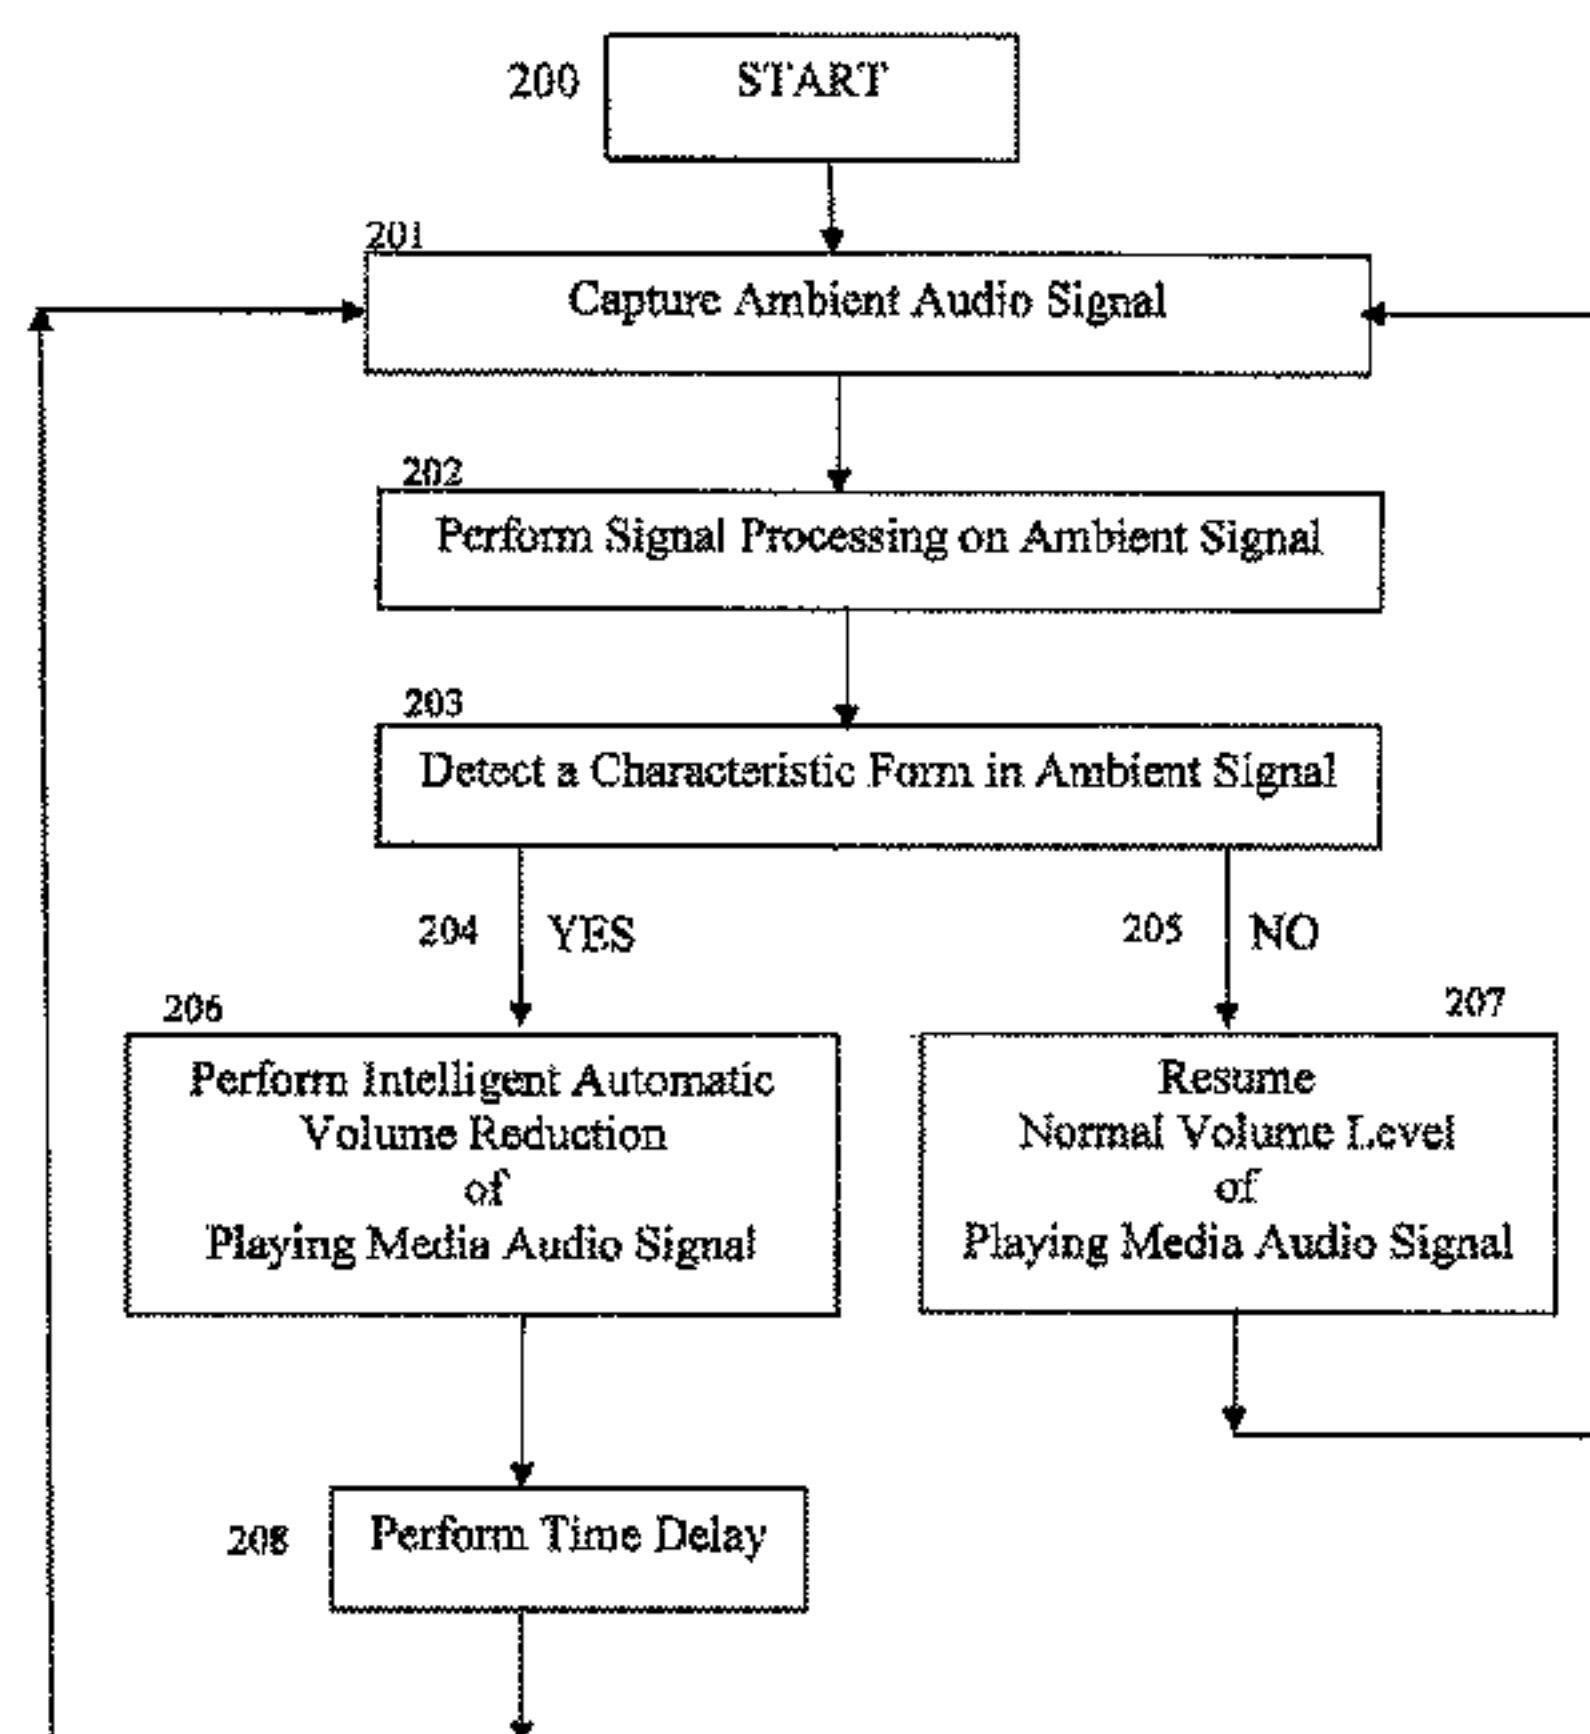 200
START
201
Capture Ambient Audio Signal
202
Perform Signal Processing on Ambient Signal
203
Detect a Characteristic Form in Ambient Signal
204 YES
205 NO
206
Perform Intelligent Automatic
Volume Reduction
of
Playing Media Audio Signal
207
Resume
Normal Volume Level
of
Playing Media Audio Signal
208
Perform Time Delay